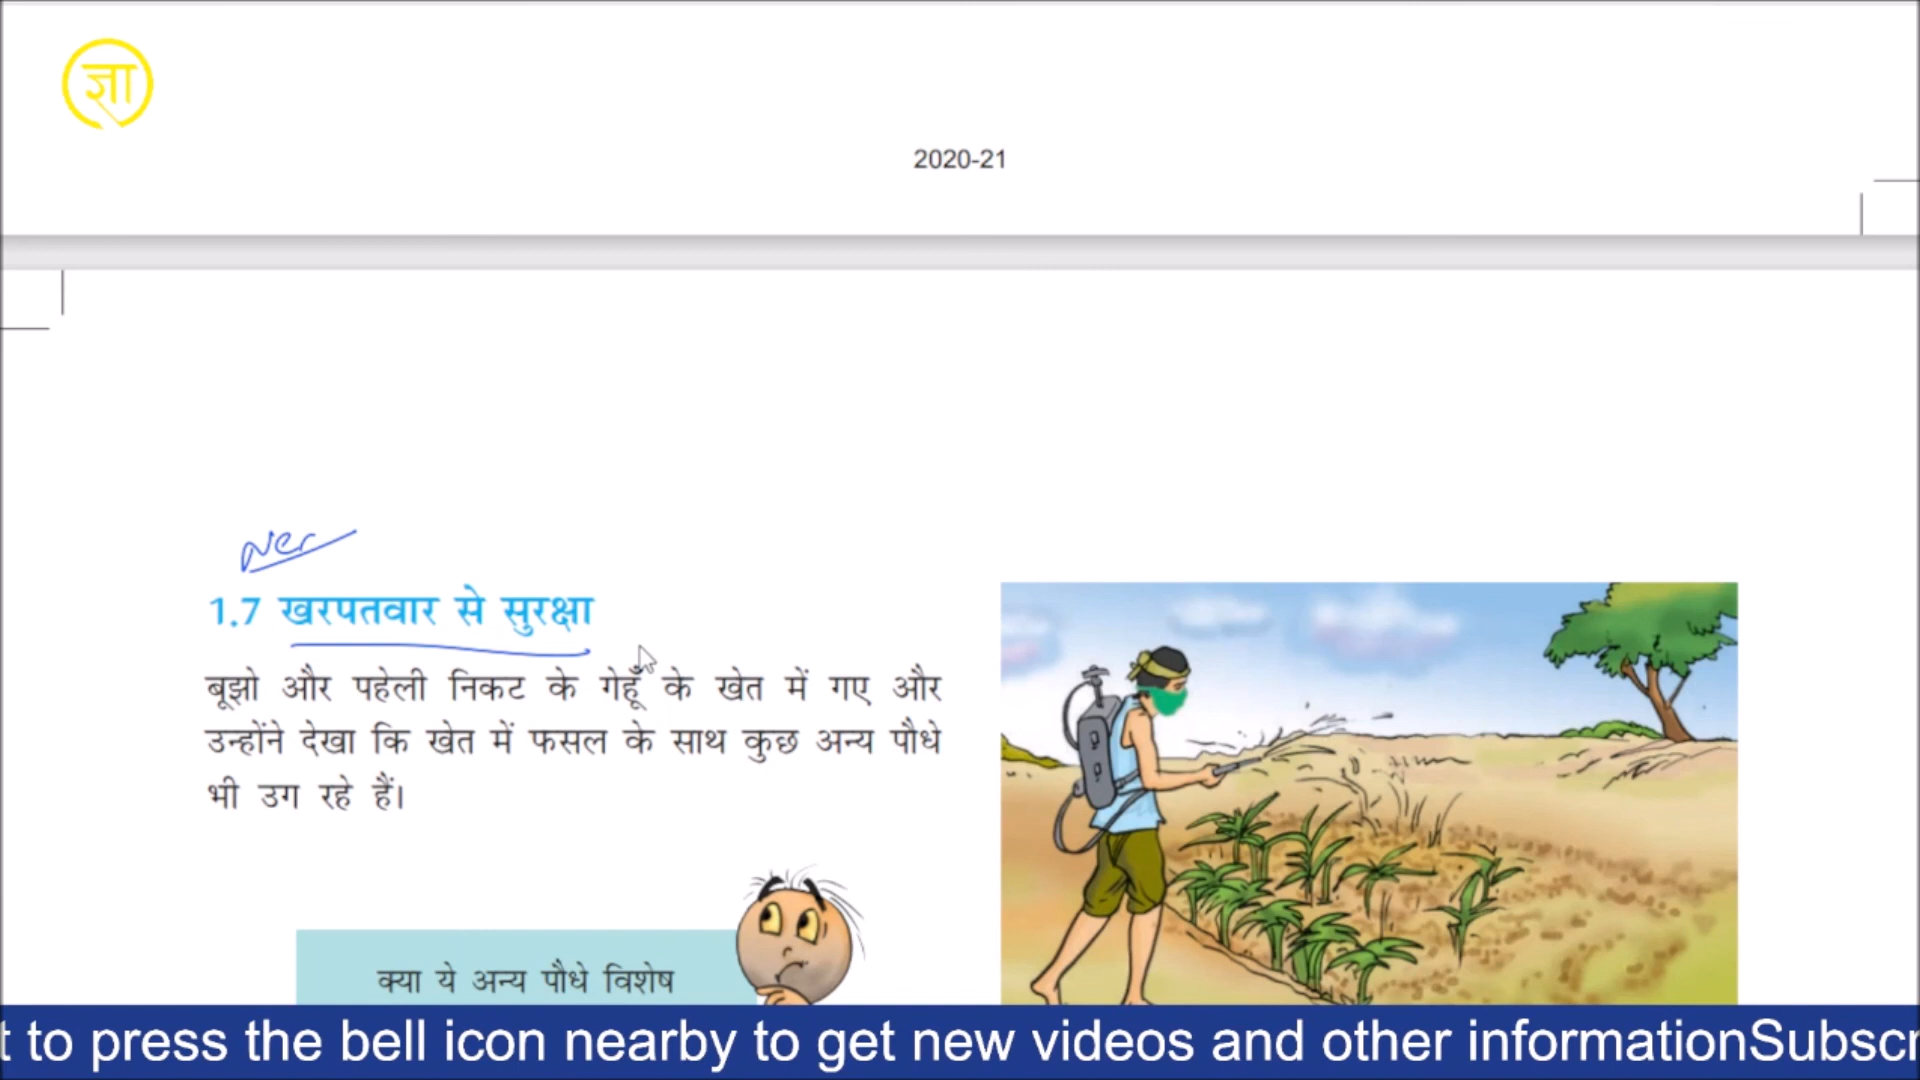 ज्ञा
2020-21
1.7 खरपतवार से सुरक्षा
बूझो और पहेली निकट के गेहूँ के खेत में गए और
उन्होंने देखा कि खेत में फसल के साथ कुछ अन्य पौधे
भी उग रहे हैं।
क्या ये अन्य पौधे विशेष
t to press the bell icon nearby to get new videos and other informationSubscr